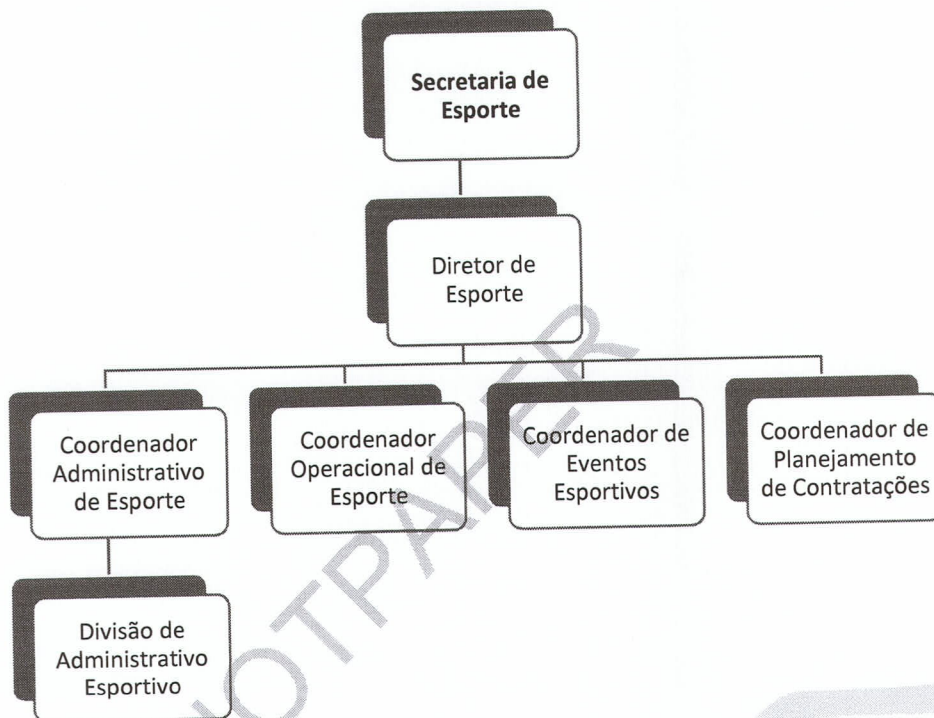 Secretaria de
Esporte
Diretor de
Esporte
Coordenador
Administrativo
de Esporte
Coordenador
Operacional de
Esporte
Coordenador de
Eventos
Esportivos
Coordenador de
Planejamento
de Contratações
Divisão de
Administrativo
Esportivo
NOTPAPER